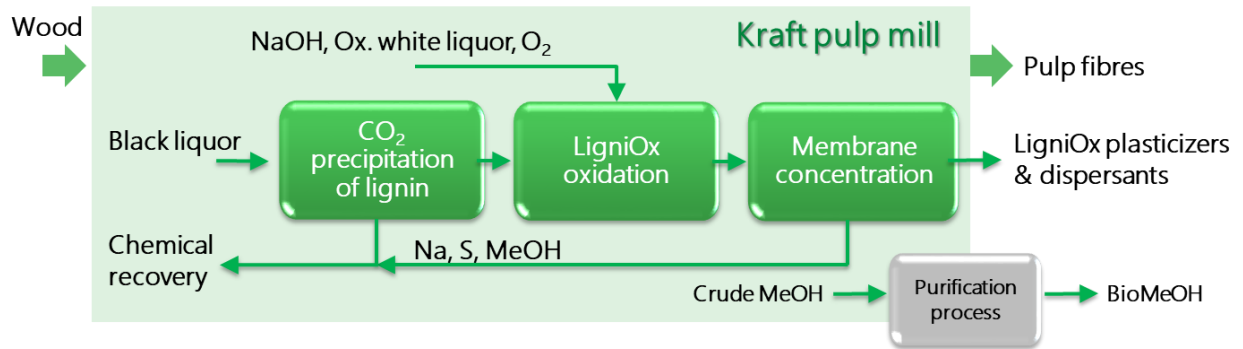 Wood
Kraft pulp mill
NaOH, Ox. white liquor, O₂
Pulp fibres
Black liquor
CO₂
precipitation
of lignin
LigniOx
oxidation
Membrane
concentration
LigniOx plasticizers
& dispersants
Chemical
recovery
Na, S, MeOH
Crude MeOH
Purification
process
BioMeOH